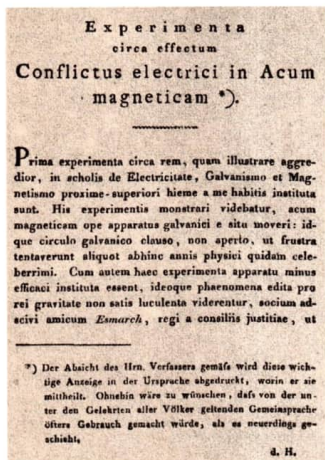 Experimenta
circa effectum
Conflictus electrici in Acum
magneticam *).
Prima experimenta circa rem, quam illustrare aggre-
dior, in scholis de Electricitate, Galvanismo et Mag-
netismo proxime-superiori hieme a me habitis instituta
sunt. His experimentis monstrari videbatur, acum
magneticam ope apparatus galvanici e situ moveri: id-
que circulo galvanico clauso, non aperto, ut frustra
tentaverunt aliquot abhinc annis physici quidam cele-
berrimi. Cum autem haec experimenta apparatu minus
efficaci instituta essent, ideoque phaenomena edita pro
rei gravitate non satis luculenta viderentur, socium ad-
scivi amicum Esmarch, regi a consiliis justitiae, ut
*) Der Absicht des Hrn. Verfassers gemäſs wird diese wich-
tige Anzeige in der Ursprache abgedruckt, worin er sie
mittheilt. Ohnehin wäre zu wünschen, daſs von der un-
ter den Gelehrten aller Völker geltenden Gemeinsprache
öfters Gebrauch gemacht würde, als es neuerdings ge-
schieht.
d. H.